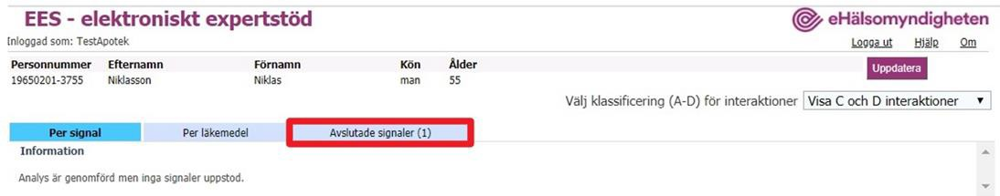 EES - elektroniskt expertstöd
eHälsomyndigheten
Inloggad som: TestApotek
Logga ut Hjälp Om
Personnummer Efternamn Förnamn Kön Ålder
19650201-3755 Niklasson Niklas man 55
Uppdatera
Välj klassificering (A-D) för interaktioner Visa C och D interaktioner
Per signal Per läkemedel Avslutade signaler (1)
Information
Analys är genomförd men inga signaler uppstod.